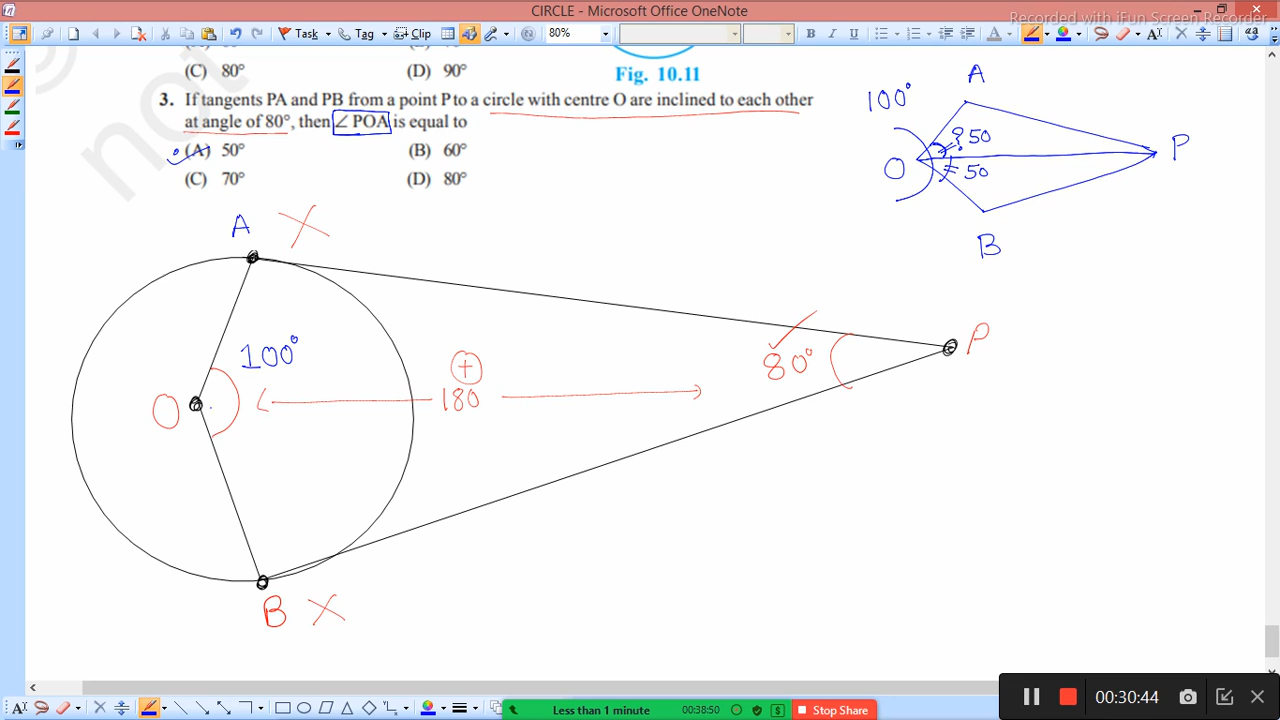 CIRCLE - Microsoft Office OneNote
Recorded with iFun Screen Recorder
Task Tag Clip 80% B I U
not
(C) 80° (D) 90°
Fig. 10.11
3. If tangents PA and PB from a point P to a circle with centre O are inclined to each other
at angle of 80°, then ∠ POA is equal to
(A) 50° (B) 60°
(C) 70° (D) 80°
A
100°
? 50
50
O
P
B
A
100°
+
180
80°
P
O
B
Less than 1 minute 00:38:50 Stop Share
00:30:44